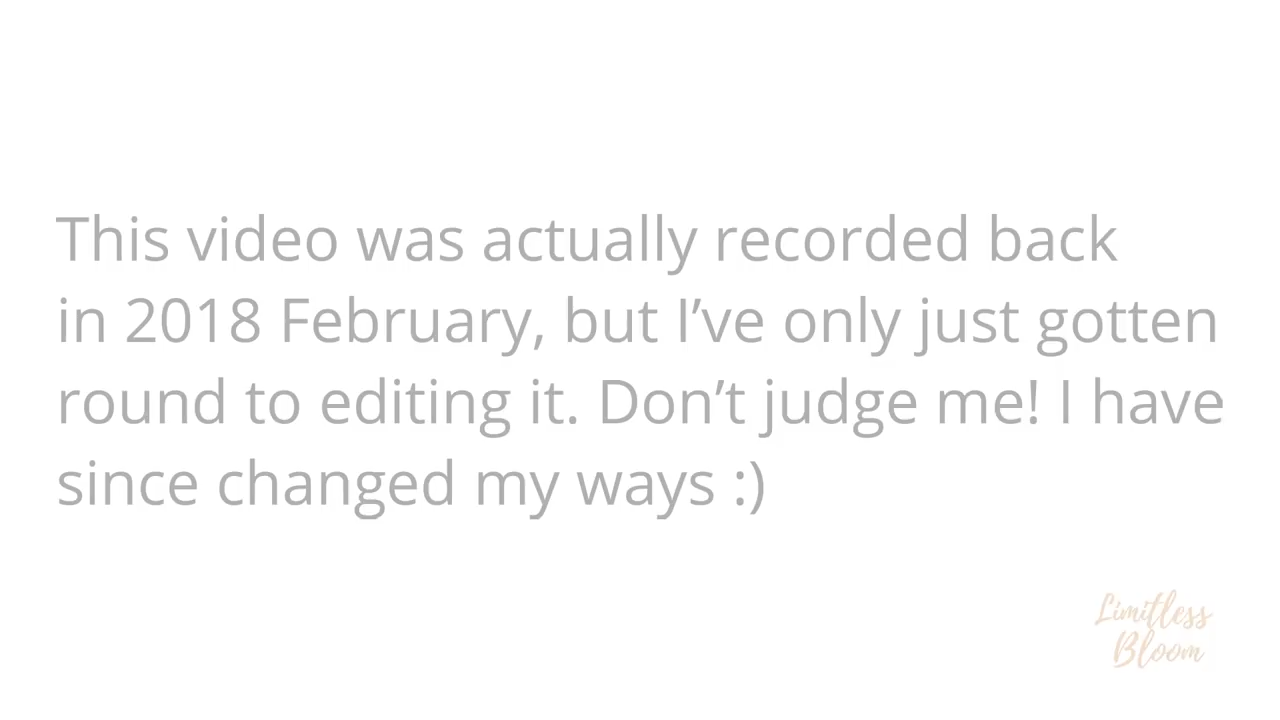 This video was actually recorded back
in 2018 February, but I’ve only just gotten
round to editing it. Don’t judge me! I have
since changed my ways :)
Limitless
Bloom